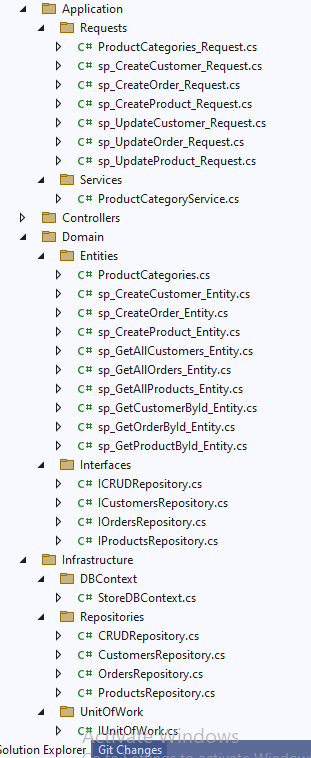 Application
Requests
C# ProductCategories_Request.cs
C# sp_CreateCustomer_Request.cs
C# sp_CreateOrder_Request.cs
C# sp_CreateProduct_Request.cs
C# sp_UpdateCustomer_Request.cs
C# sp_UpdateOrder_Request.cs
C# sp_UpdateProduct_Request.cs
Services
C# ProductCategoryService.cs
Controllers
Domain
Entities
C# ProductCategories.cs
C# sp_CreateCustomer_Entity.cs
C# sp_CreateOrder_Entity.cs
C# sp_CreateProduct_Entity.cs
C# sp_GetAllCustomers_Entity.cs
C# sp_GetAllOrders_Entity.cs
C# sp_GetAllProducts_Entity.cs
C# sp_GetCustomerById_Entity.cs
C# sp_GetOrderById_Entity.cs
C# sp_GetProductById_Entity.cs
Interfaces
C# ICRUDRepository.cs
C# ICustomersRepository.cs
C# IOrdersRepository.cs
C# IProductsRepository.cs
Infrastructure
DBContext
C# StoreDBContext.cs
Repositories
C# CRUDRepository.cs
C# CustomersRepository.cs
C# OrdersRepository.cs
C# ProductsRepository.cs
UnitOfWork
C# IUnitOfWork.cs
Activate Windows
Go to Settings to activate Window
olution Explorer Git Changes